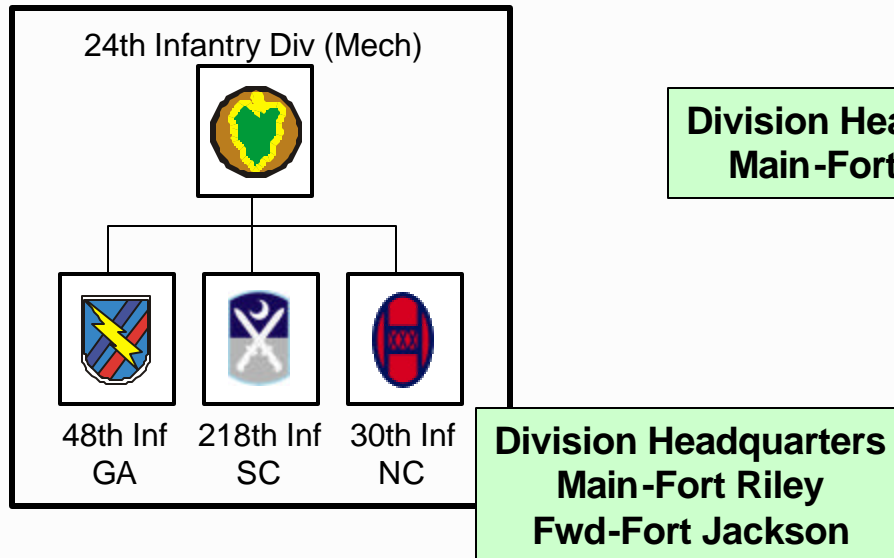 24th Infantry Div (Mech)
Division Hea
Main-Fort
48th Inf
GA
218th Inf
SC
30th Inf
NC
Division Headquarters
Main-Fort Riley
Fwd-Fort Jackson